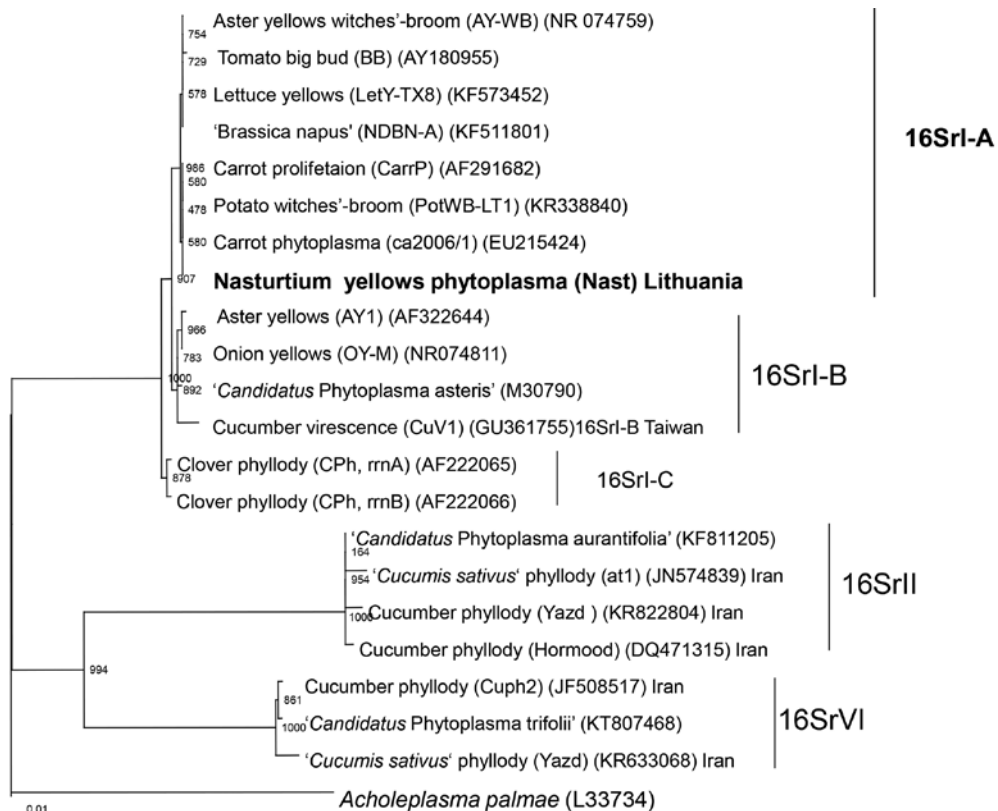 Aster yellows witches'-broom (AY-WB) (NR 074759)
754
Tomato big bud (BB) (AY180955)
729
Lettuce yellows (LetY-TX8) (KF573452)
578
'Brassica napus' (NDBN-A) (KF511801)
16SrI-A
966
Carrot prolifetaion (CarrP) (AF291682)
580
Potato witches'-broom (PotWB-LT1) (KR338840)
478
Carrot phytoplasma (ca2006/1) (EU215424)
580
Nasturtium yellows phytoplasma (Nast) Lithuania
907
Aster yellows (AY1) (AF322644)
966
Onion yellows (OY-M) (NR074811)
783
16SrI-B
1000
892
'Candidatus Phytoplasma asteris' (M30790)
Cucumber virescence (CuV1) (GU361755)16SrI-B Taiwan
Clover phyllody (CPh, rrnA) (AF222065)
878
16SrI-C
Clover phyllody (CPh, rrnB) (AF222066)
'Candidatus Phytoplasma aurantifolia' (KF811205)
164
954
'Cucumis sativus' phyllody (at1) (JN574839) Iran
16SrII
1000
Cucumber phyllody (Yazd ) (KR822804) Iran
Cucumber phyllody (Hormood) (DQ471315) Iran
994
Cucumber phyllody (Cuph2) (JF508517) Iran
861
16SrVI
1000
'Candidatus Phytoplasma trifolii' (KT807468)
'Cucumis sativus' phyllody (Yazd) (KR633068) Iran
Acholeplasma palmae (L33734)
0.01